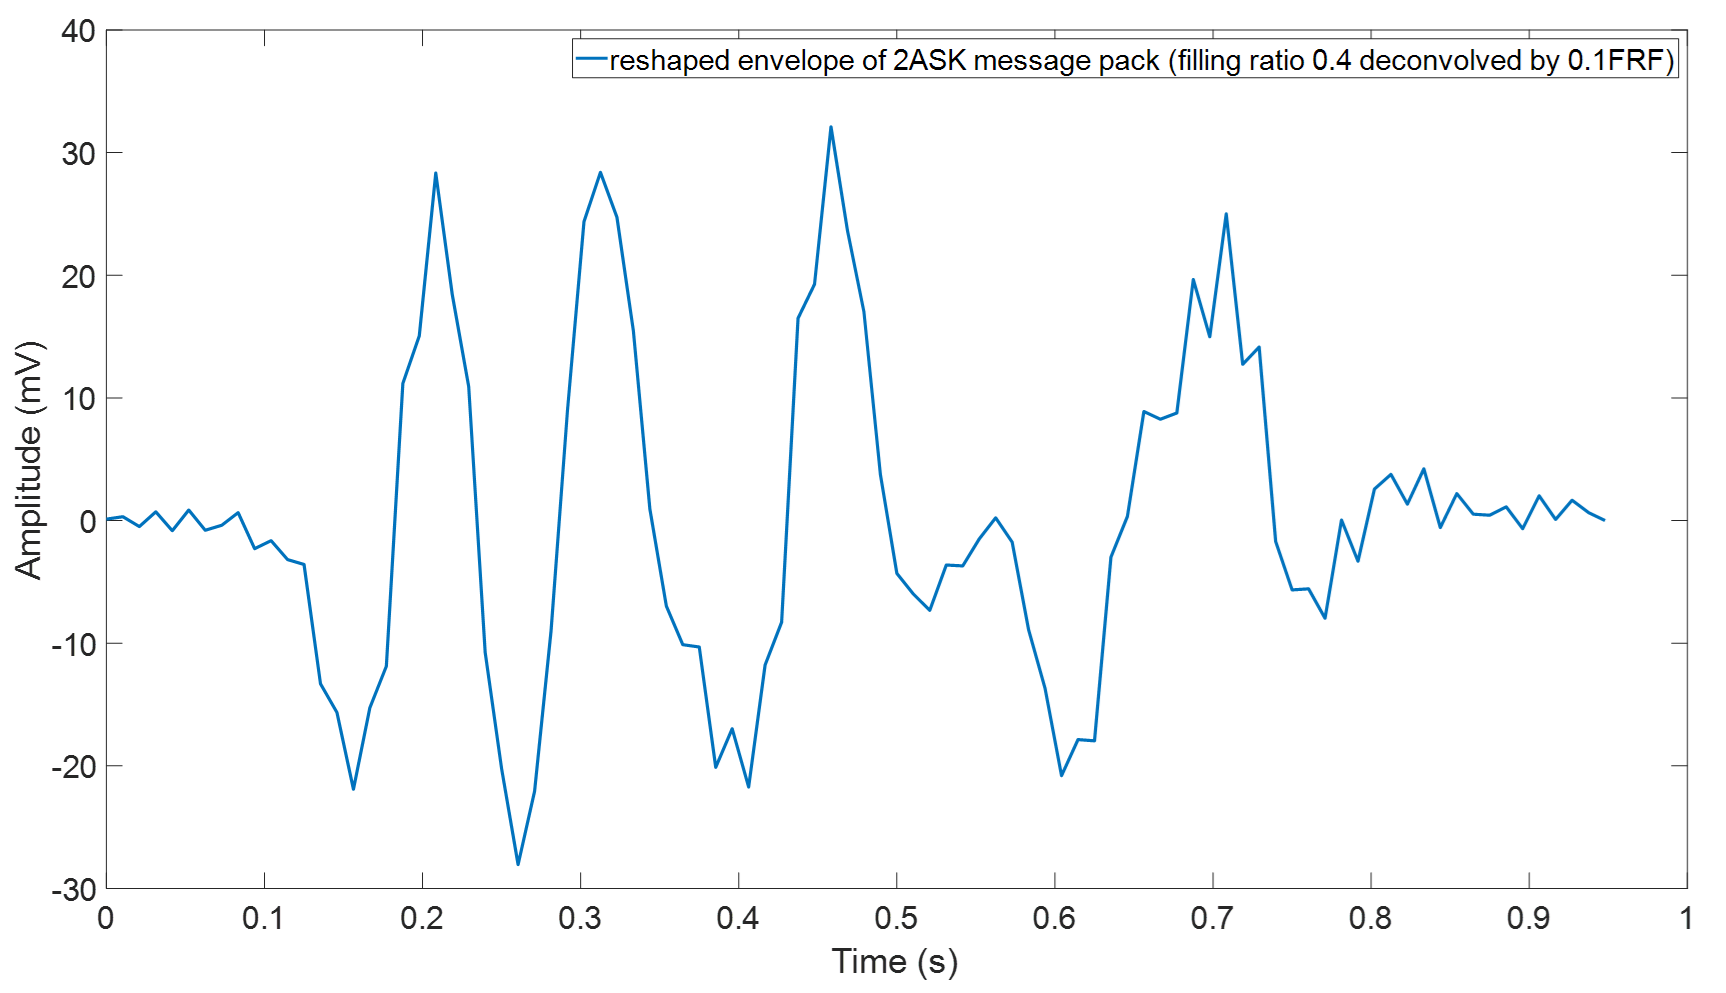 reshaped envelope of 2ASK message pack (filling ratio 0.4 deconvolved by 0.1FRF)
40
30
20
10
0
-10
-20
-30
Amplitude (mV)
0 0.1 0.2 0.3 0.4 0.5 0.6 0.7 0.8 0.9 1
Time (s)